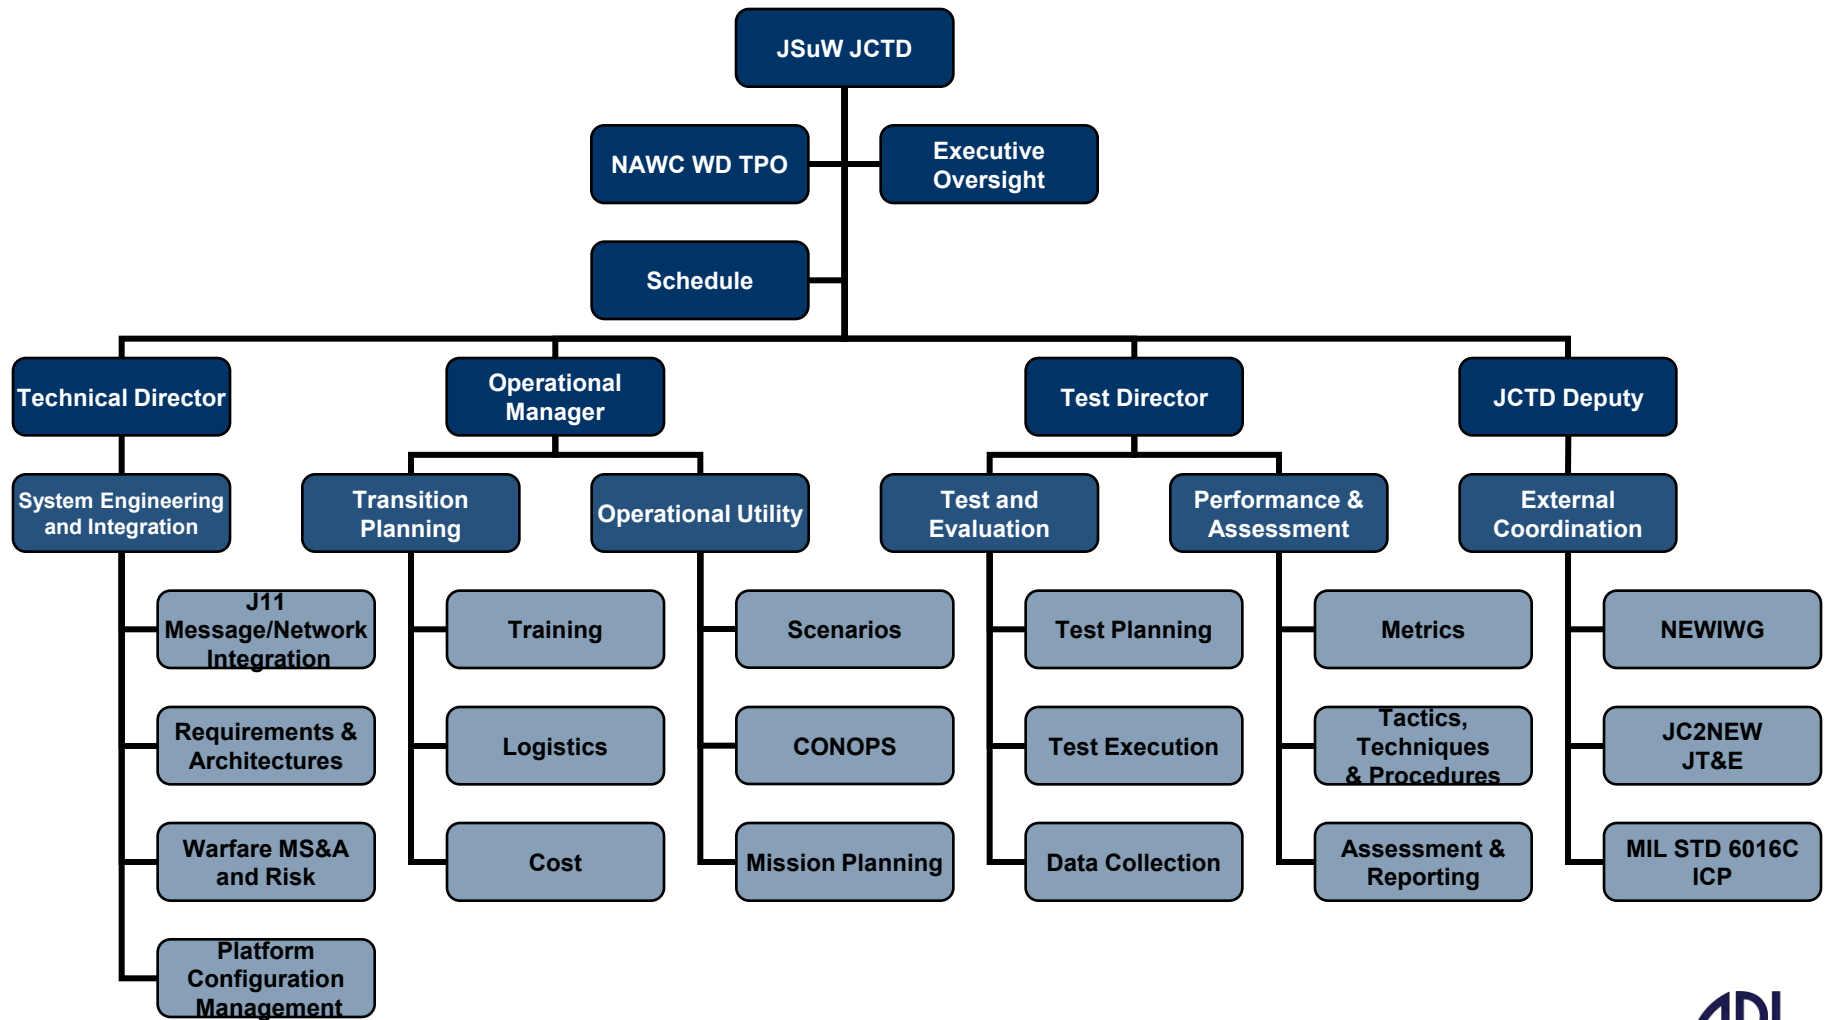 JSuW JCTD
NAWC WD TPO
Executive
Oversight
Schedule
Technical Director
Operational
Manager
Test Director
JCTD Deputy
System Engineering
and Integration
Transition
Planning
Operational Utility
Test and
Evaluation
Performance &
Assessment
External
Coordination
J11
Message/Network
Integration
Training
Scenarios
Test Planning
Metrics
NEWIWG
Requirements &
Architectures
Logistics
CONOPS
Test Execution
Tactics,
Techniques
& Procedures
JC2NEW
JT&E
Warfare MS&A
and Risk
Cost
Mission Planning
Data Collection
Assessment &
Reporting
MIL STD 6016C
ICP
Platform
Configuration
Management